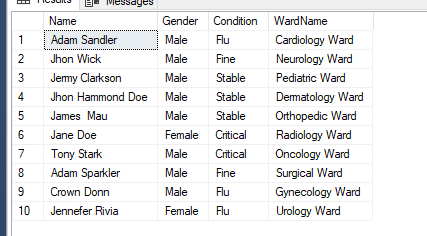 Results Messages
Name Gender Condition WardName
1 Adam Sandler Male Flu Cardiology Ward
2 Jhon Wick Male Fine Neurology Ward
3 Jermy Clarkson Male Stable Pediatric Ward
4 Jhon Hammond Doe Male Stable Dermatology Ward
5 James  Mau Male Stable Orthopedic Ward
6 Jane Doe Female Critical Radiology Ward
7 Tony Stark Male Critical Oncology Ward
8 Adam Sparkler Male Fine Surgical Ward
9 Crown Donn Male Flu Gynecology Ward
10 Jennefer Rivia Female Flu Urology Ward